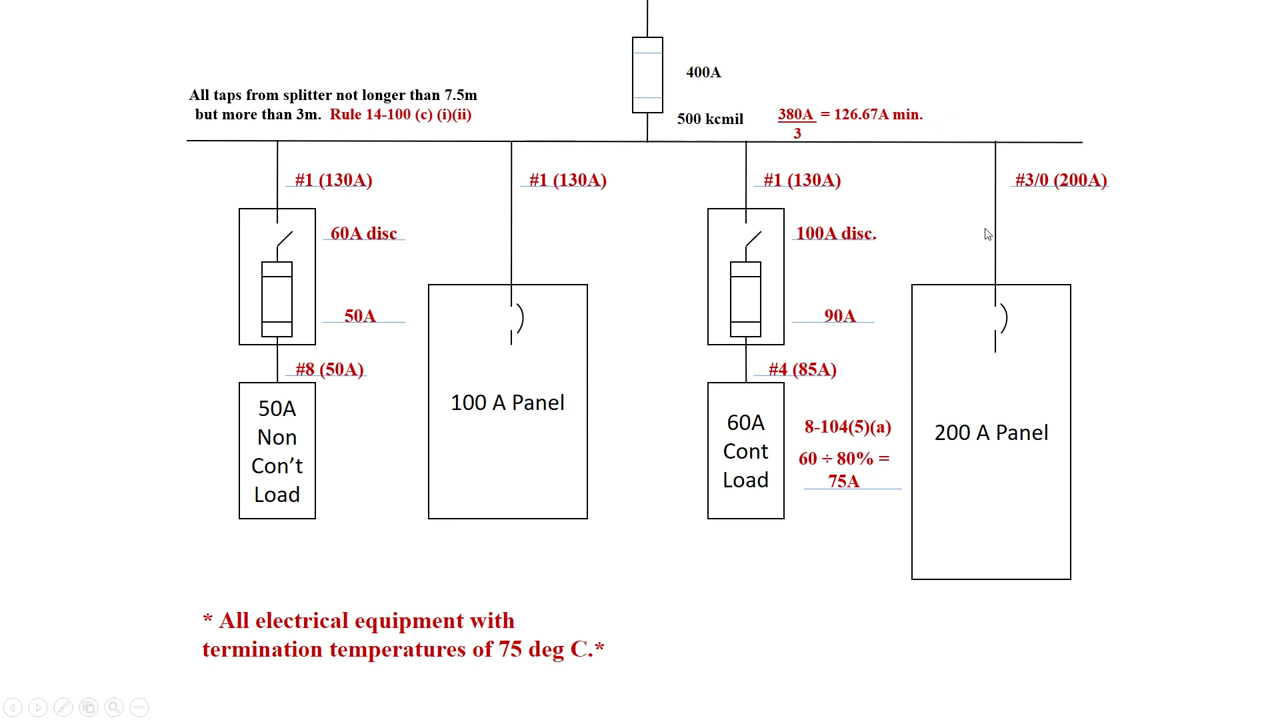 400A
All taps from splitter not longer than 7.5m
but more than 3m. Rule 14-100 (c) (i)(ii)
500 kcmil
380A = 126.67A min.
3
#1 (130A)
#1 (130A)
#1 (130A)
#3/0 (200A)
60A disc
100A disc.
50A
90A
#8 (50A)
#4 (85A)
50A
Non
Con't
Load
100 A Panel
60A
Cont
Load
8-104(5)(a)
60 ÷ 80% =
75A
200 A Panel
* All electrical equipment with
termination temperatures of 75 deg C.*